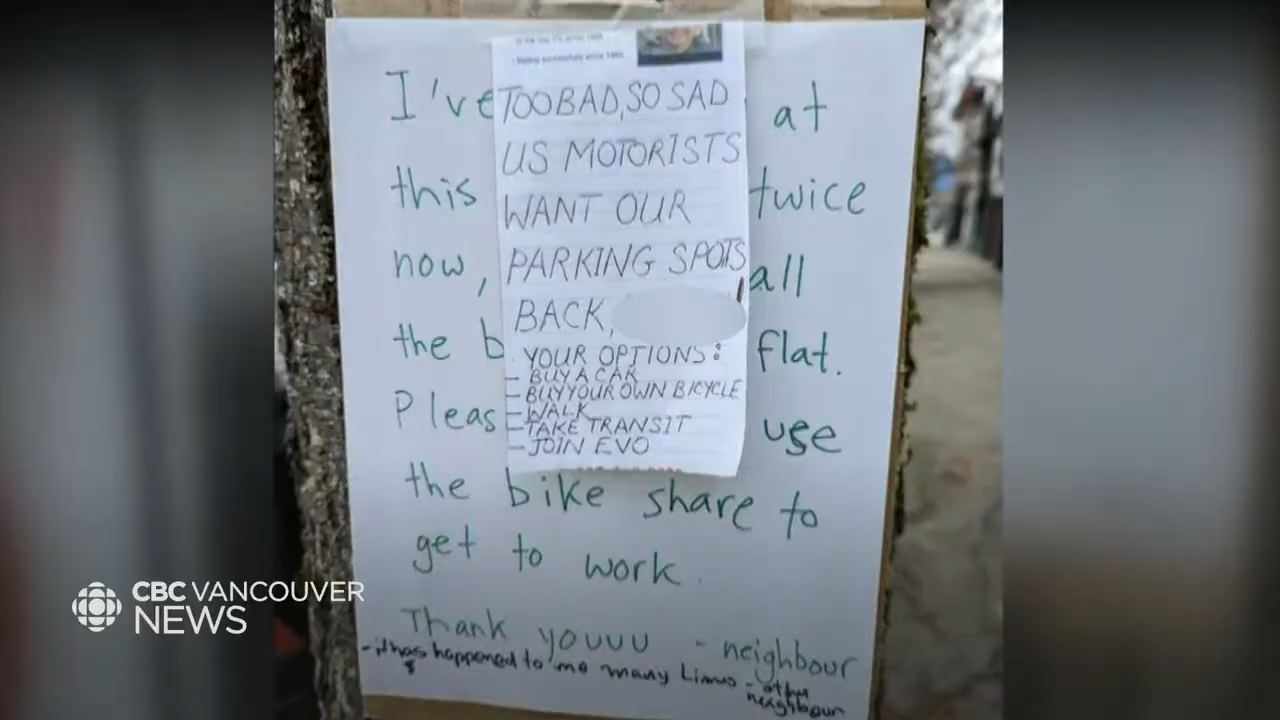 I've at
this twice
now, all
the b flat.
Pleas use
the bike share to
get to work.
Thank youuu - neighbour
- it has happened to me many times - other
neighbour
TOO BAD, SO SAD
US MOTORISTS
WANT OUR
PARKING SPOTS
BACK,
YOUR OPTIONS:
- BUY A CAR
- BUY YOUR OWN BICYCLE
- WALK
- TAKE TRANSIT
- JOIN EVO
CBC VANCOUVER
NEWS